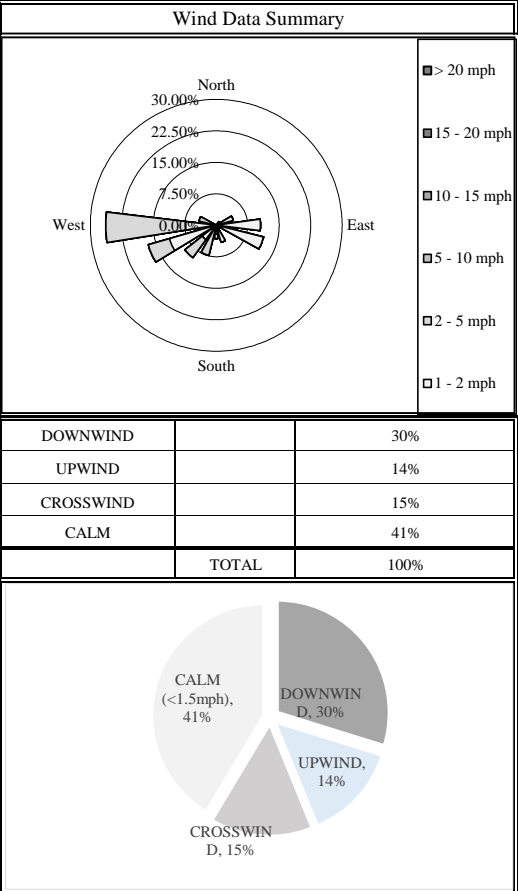 Wind Data Summary
North
30.00%
22.50%
15.00%
7.50%
0.00%
West
East
South
> 20 mph
15 - 20 mph
10 - 15 mph
5 - 10 mph
2 - 5 mph
1 - 2 mph
DOWNWIND 30%
UPWIND 14%
CROSSWIND 15%
CALM 41%
TOTAL 100%
CALM
(<1.5mph),
41%
DOWNWIN
D, 30%
UPWIND,
14%
CROSSWIN
D, 15%